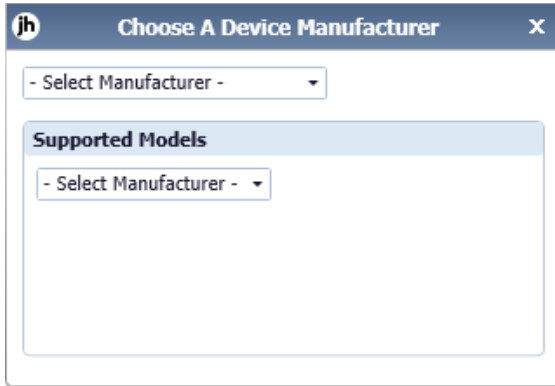 jh Choose A Device Manufacturer X
- Select Manufacturer -
Supported Models
- Select Manufacturer -